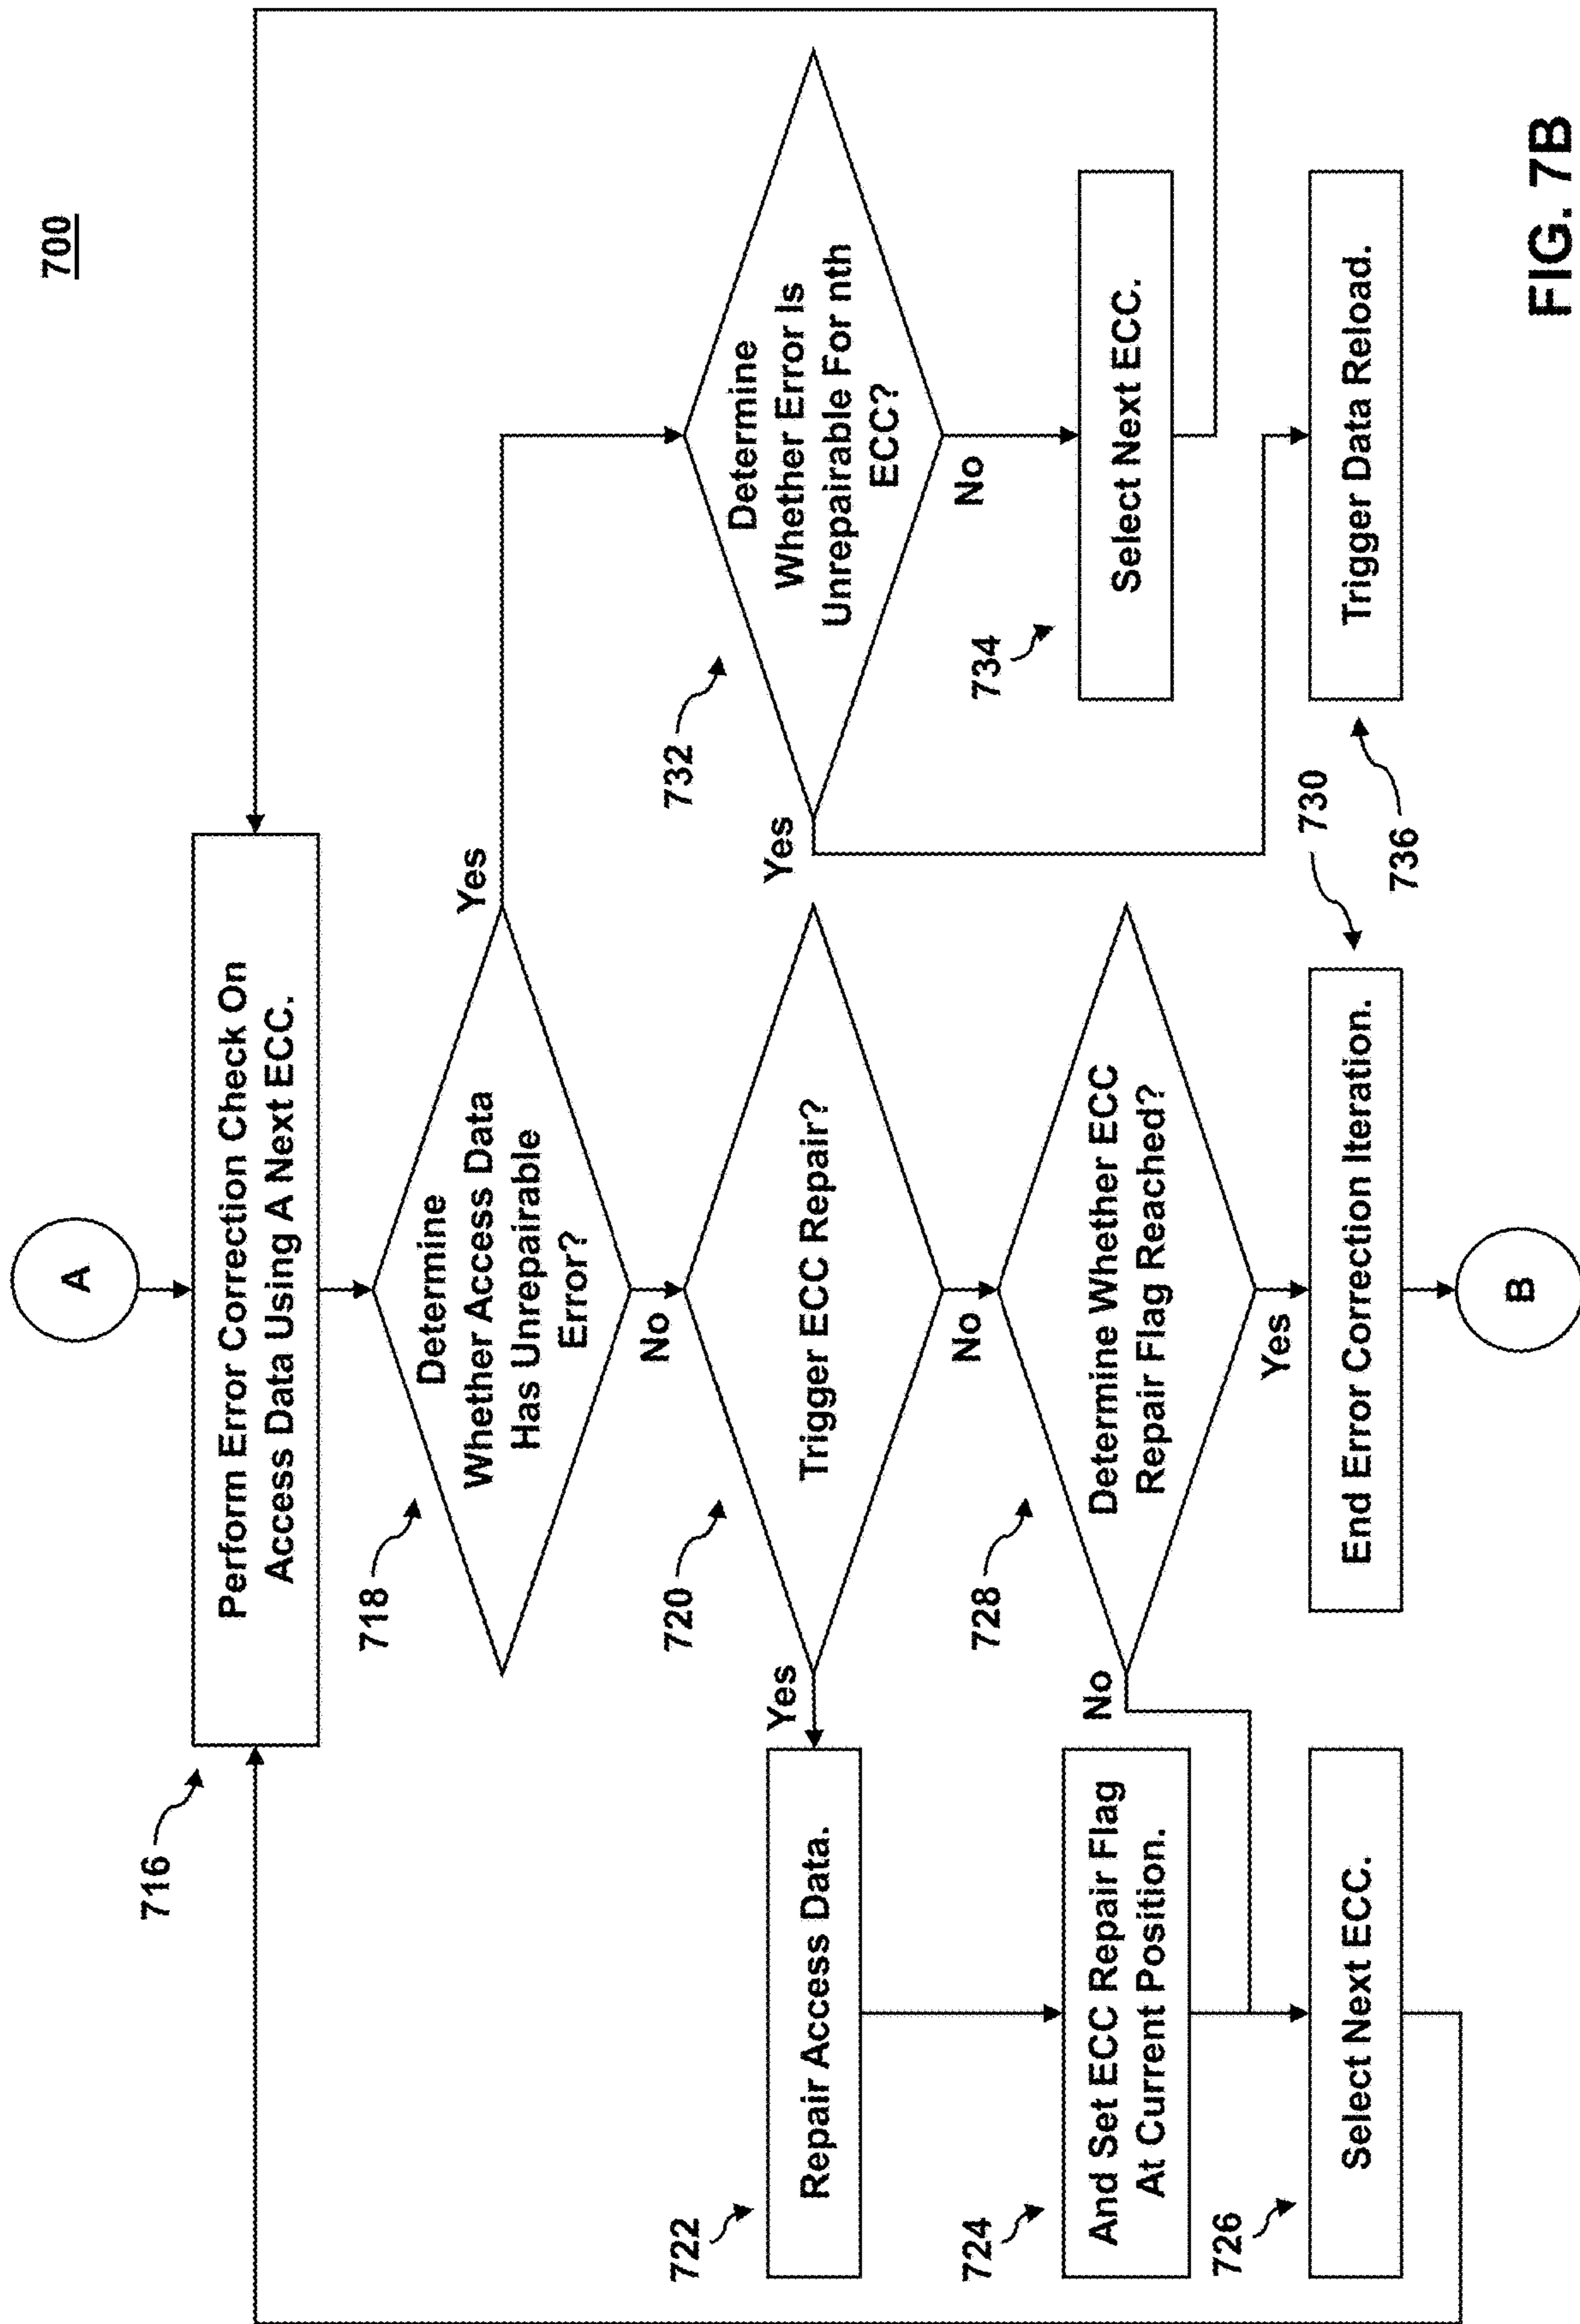 700
A
716
Perform Error Correction Check On
Access Data Using A Next ECC.
718
Determine
Whether Access Data
Has Unrepairable
Error?
Yes
No
720
Trigger ECC Repair?
Yes
No
722
Repair Access Data.
724
And Set ECC Repair Flag
At Current Position.
726
Select Next ECC.
728
Determine Whether ECC
Repair Flag Reached?
No
Yes
730
End Error Correction Iteration.
B
732
Determine
Whether Error Is
Unrepairable For nth
ECC?
Yes
No
734
Select Next ECC.
736
Trigger Data Reload.
FIG. 7B